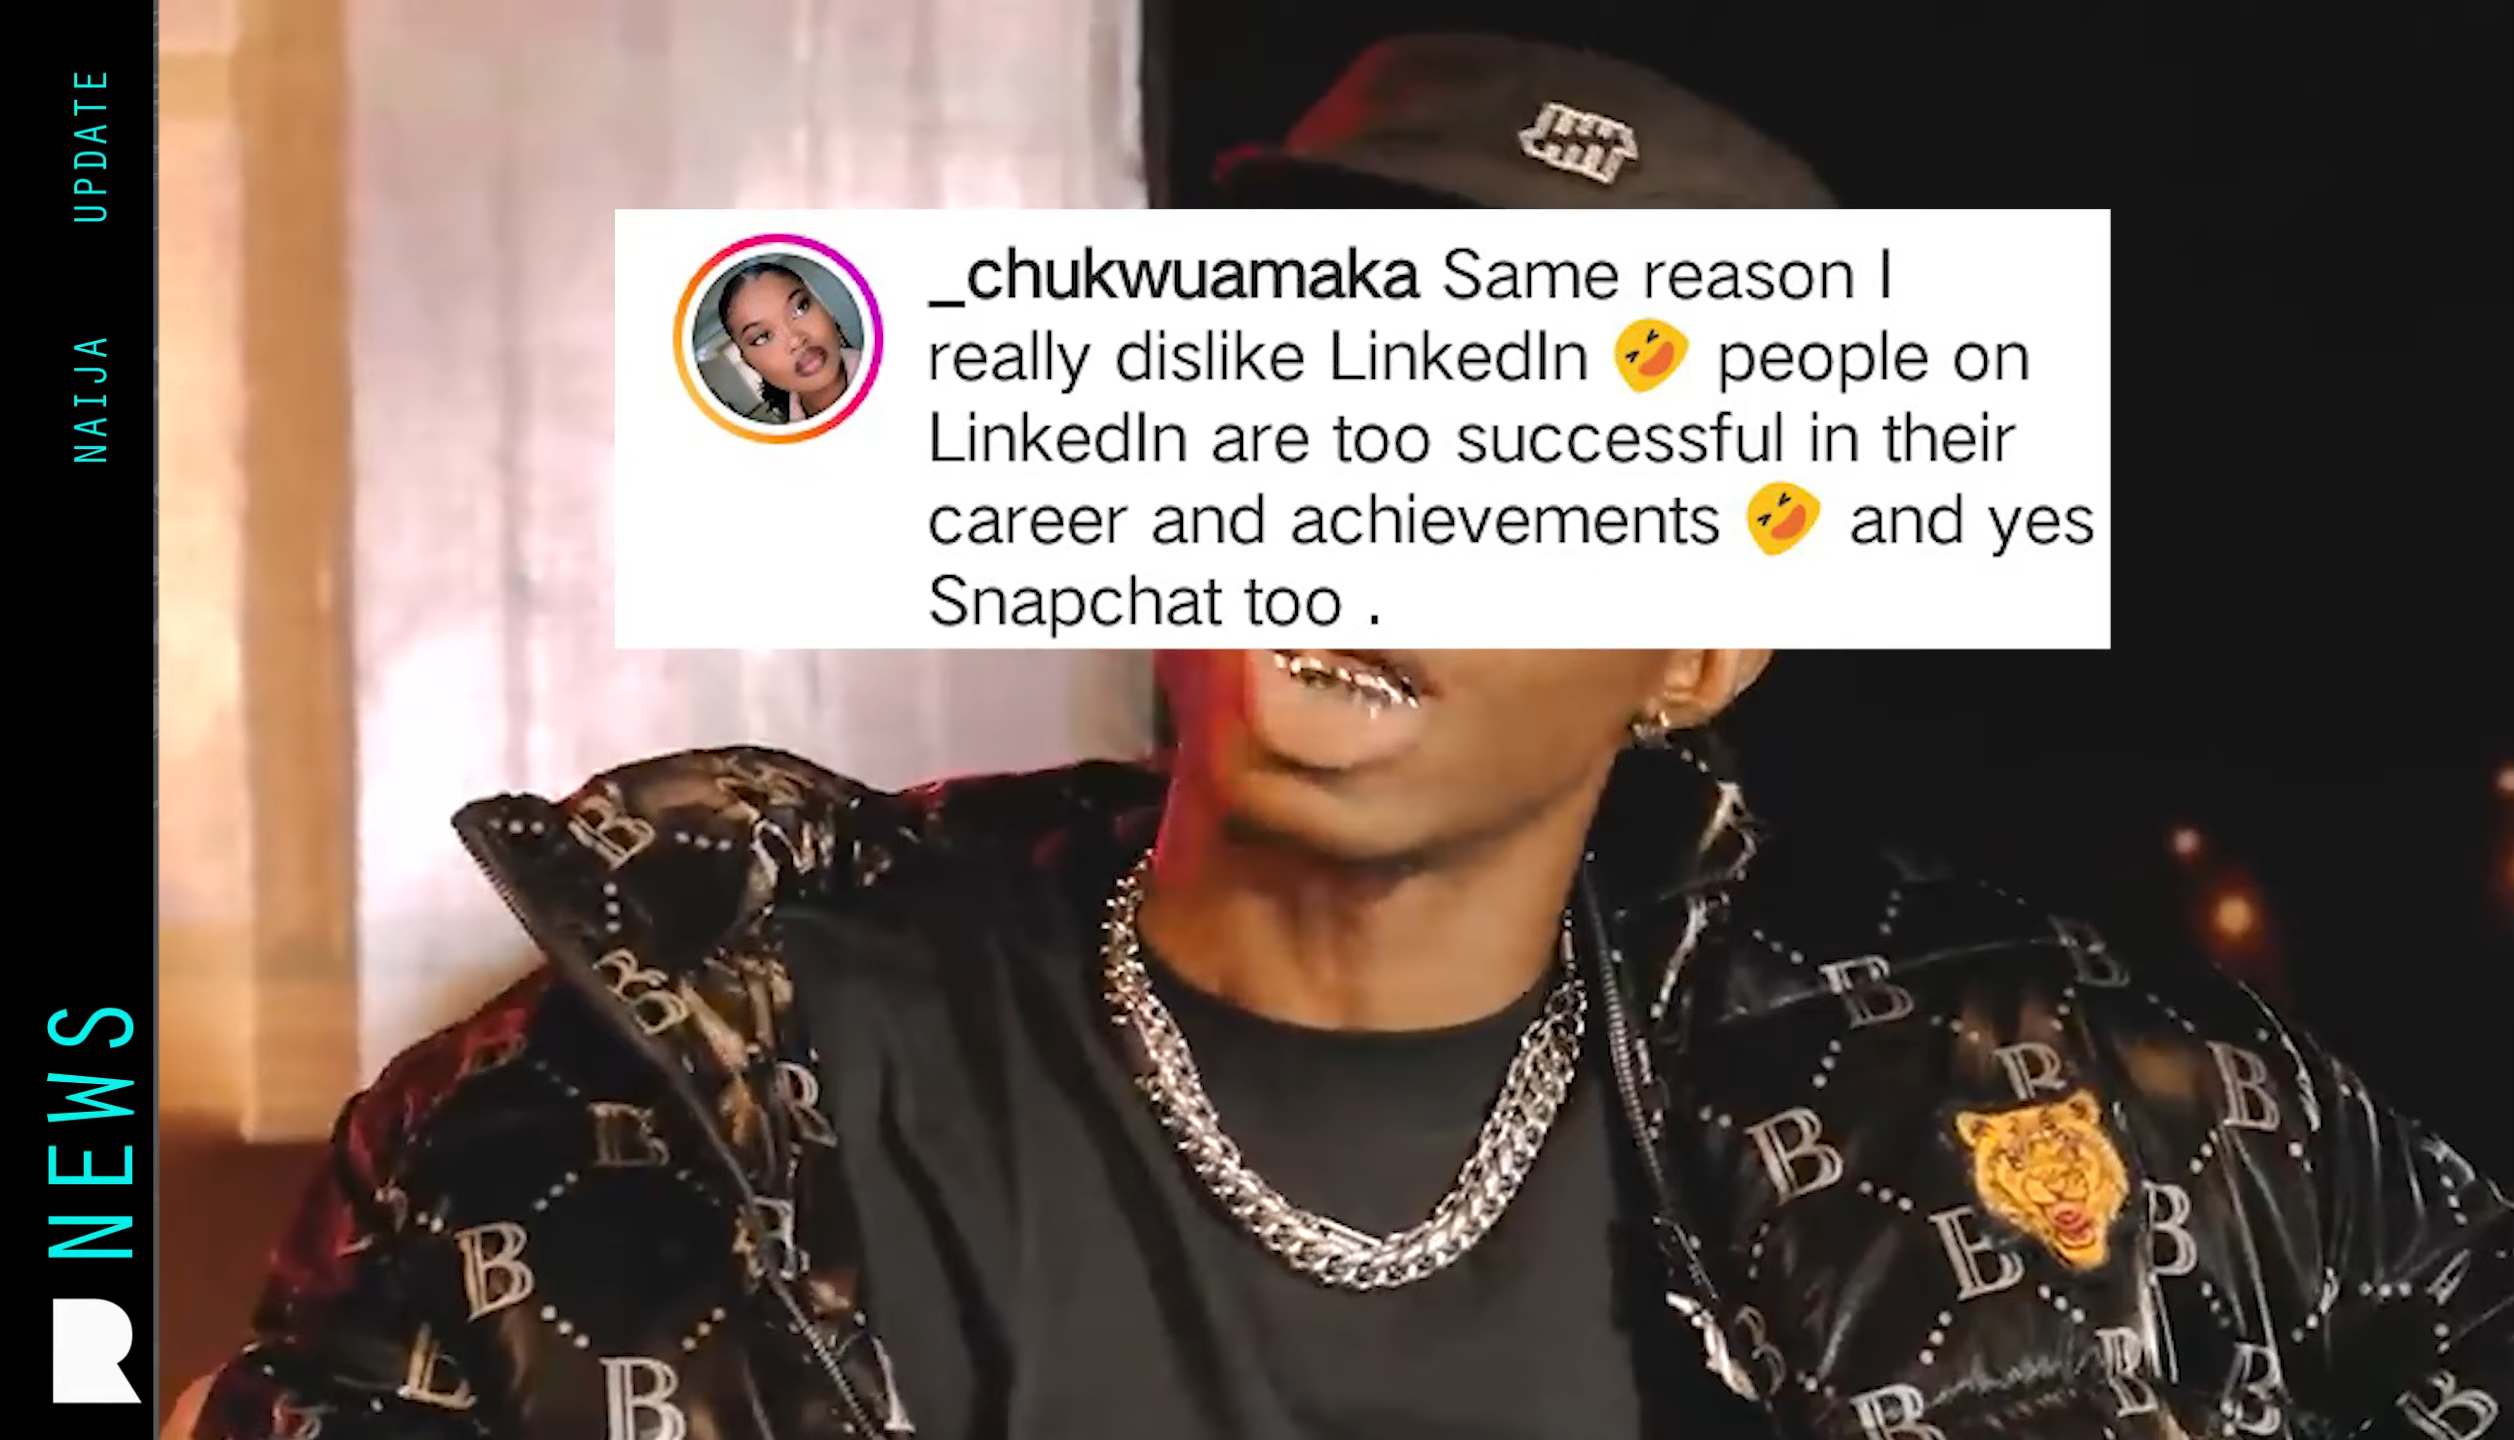 UPDATE
NAIJA
NEWS
_chukwuamaka Same reason I
really dislike LinkedIn 🤣 people on
LinkedIn are too successful in their
career and achievements 🤣 and yes
Snapchat too .
B
B
B
B
B
B
B
B
B
B
B
B
B